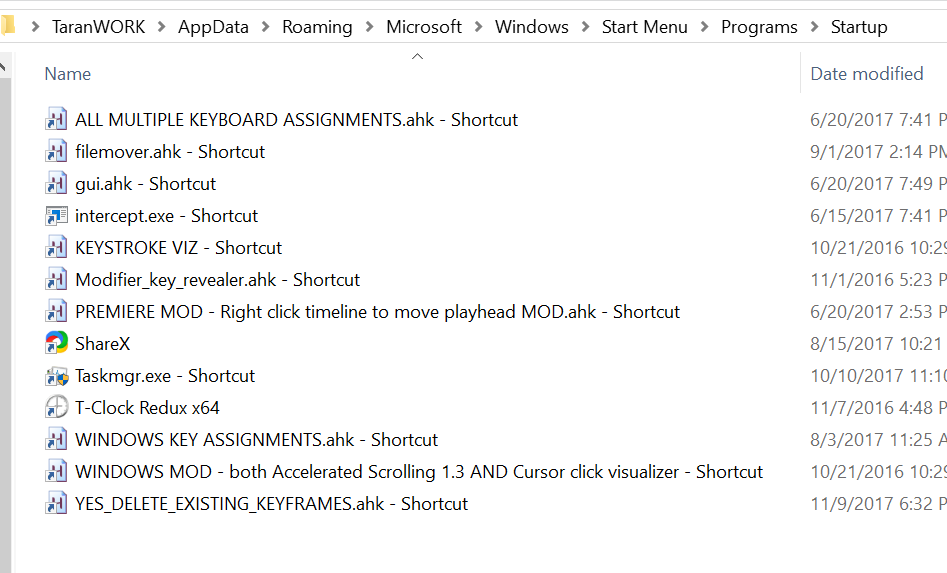 TaranWORK > AppData > Roaming > Microsoft > Windows > Start Menu > Programs > Startup
Name Date modified
ALL MULTIPLE KEYBOARD ASSIGNMENTS.ahk - Shortcut 6/20/2017 7:41 P
filemover.ahk - Shortcut 9/1/2017 2:14 PM
gui.ahk - Shortcut 6/20/2017 7:49 P
intercept.exe - Shortcut 6/15/2017 7:41 P
KEYSTROKE VIZ - Shortcut 10/21/2016 10:29
Modifier_key_revealer.ahk - Shortcut 11/1/2016 5:23 P
PREMIERE MOD - Right click timeline to move playhead MOD.ahk - Shortcut 6/20/2017 2:53 P
ShareX 8/15/2017 10:21
Taskmgr.exe - Shortcut 10/10/2017 11:10
T-Clock Redux x64 11/7/2016 4:48 P
WINDOWS KEY ASSIGNMENTS.ahk - Shortcut 8/3/2017 11:25 A
WINDOWS MOD - both Accelerated Scrolling 1.3 AND Cursor click visualizer - Shortcut 10/21/2016 10:29
YES_DELETE_EXISTING_KEYFRAMES.ahk - Shortcut 11/9/2017 6:32 P